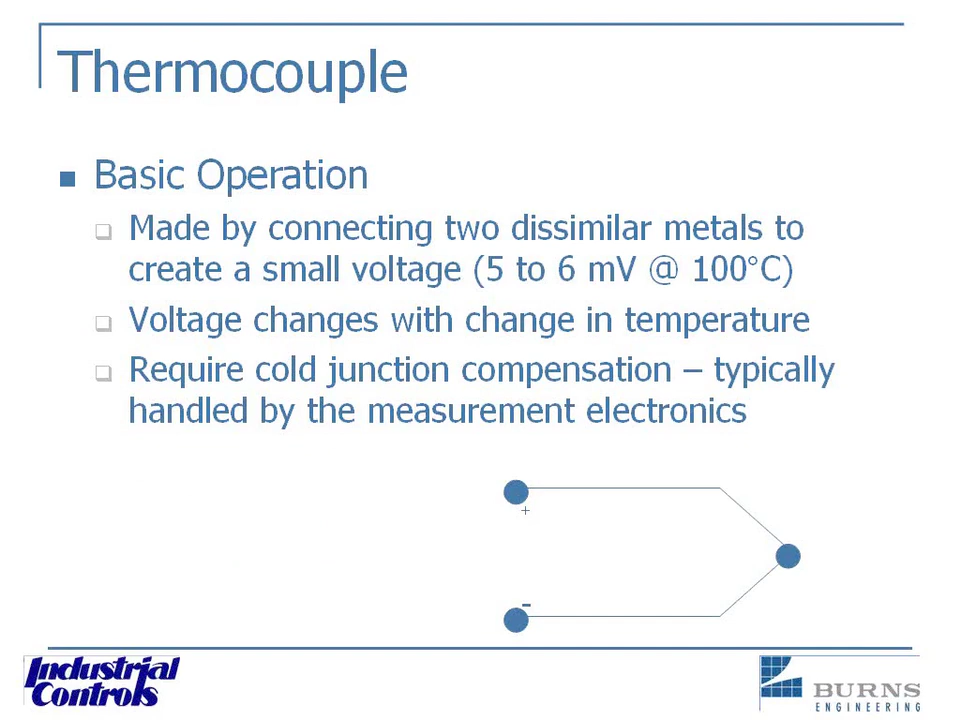 Thermocouple
Basic Operation
Made by connecting two dissimilar metals to
create a small voltage (5 to 6 mV @ 100°C)
Voltage changes with change in temperature
Require cold junction compensation – typically
handled by the measurement electronics
+
-
Industrial
Controls
BURNS
ENGINEERING